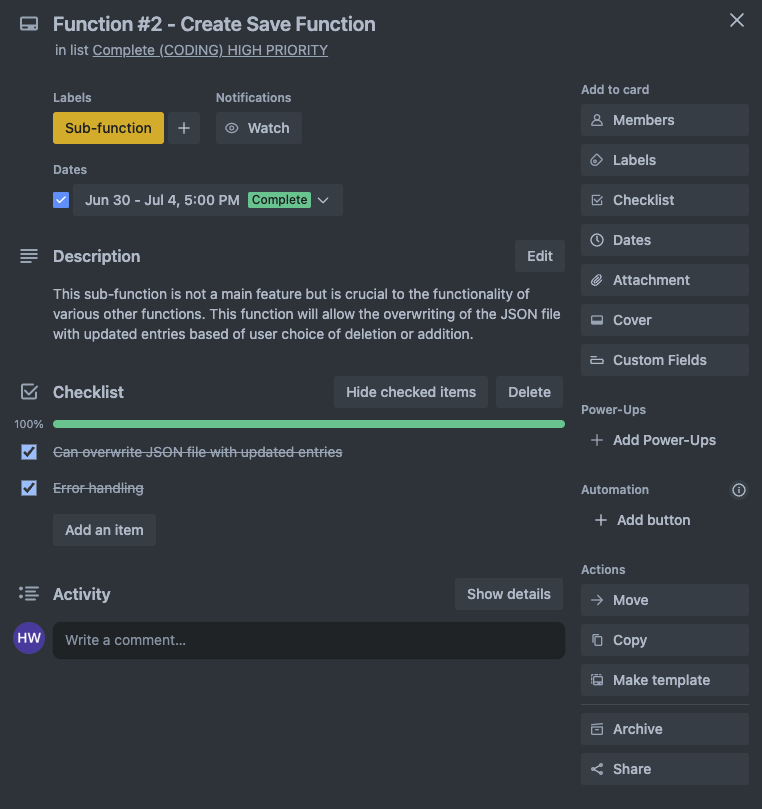 Function #2 - Create Save Function
in list Complete (CODING) HIGH PRIORITY
Labels
Sub-function
Notifications
Watch
Dates
Jun 30 - Jul 4, 5:00 PM Complete
Description
Edit
This sub-function is not a main feature but is crucial to the functionality of
various other functions. This function will allow the overwriting of the JSON file
with updated entries based of user choice of deletion or addition.
Checklist
Hide checked items
Delete
100%
Can overwrite JSON file with updated entries
Error handling
Add an item
Activity
Show details
HW
Write a comment...
Add to card
Members
Labels
Checklist
Dates
Attachment
Cover
Custom Fields
Power-Ups
Add Power-Ups
Automation
Add button
Actions
Move
Copy
Make template
Archive
Share